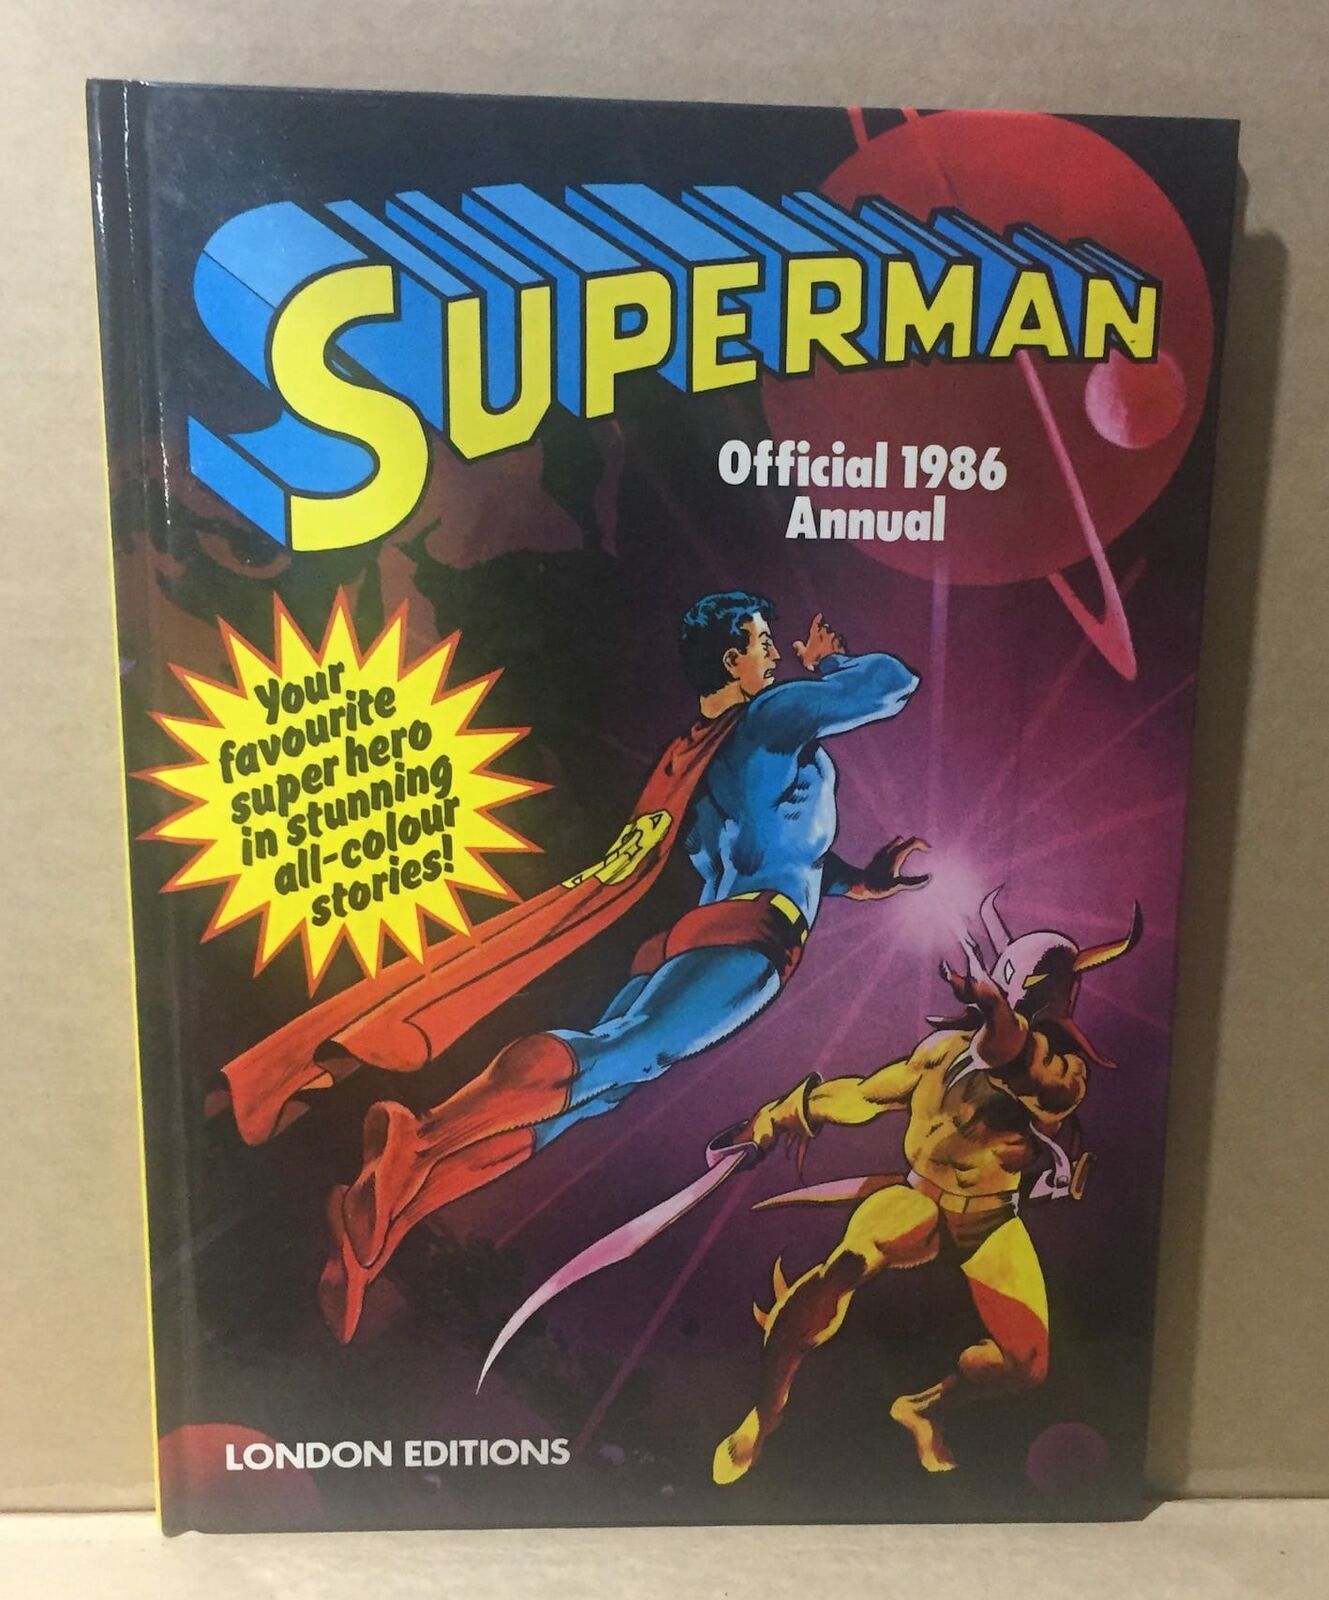 SUPERMAN
Official 1986
Annual
Your
favourite
super hero
in stunning
all-colour
stories!
LONDON EDITIONS